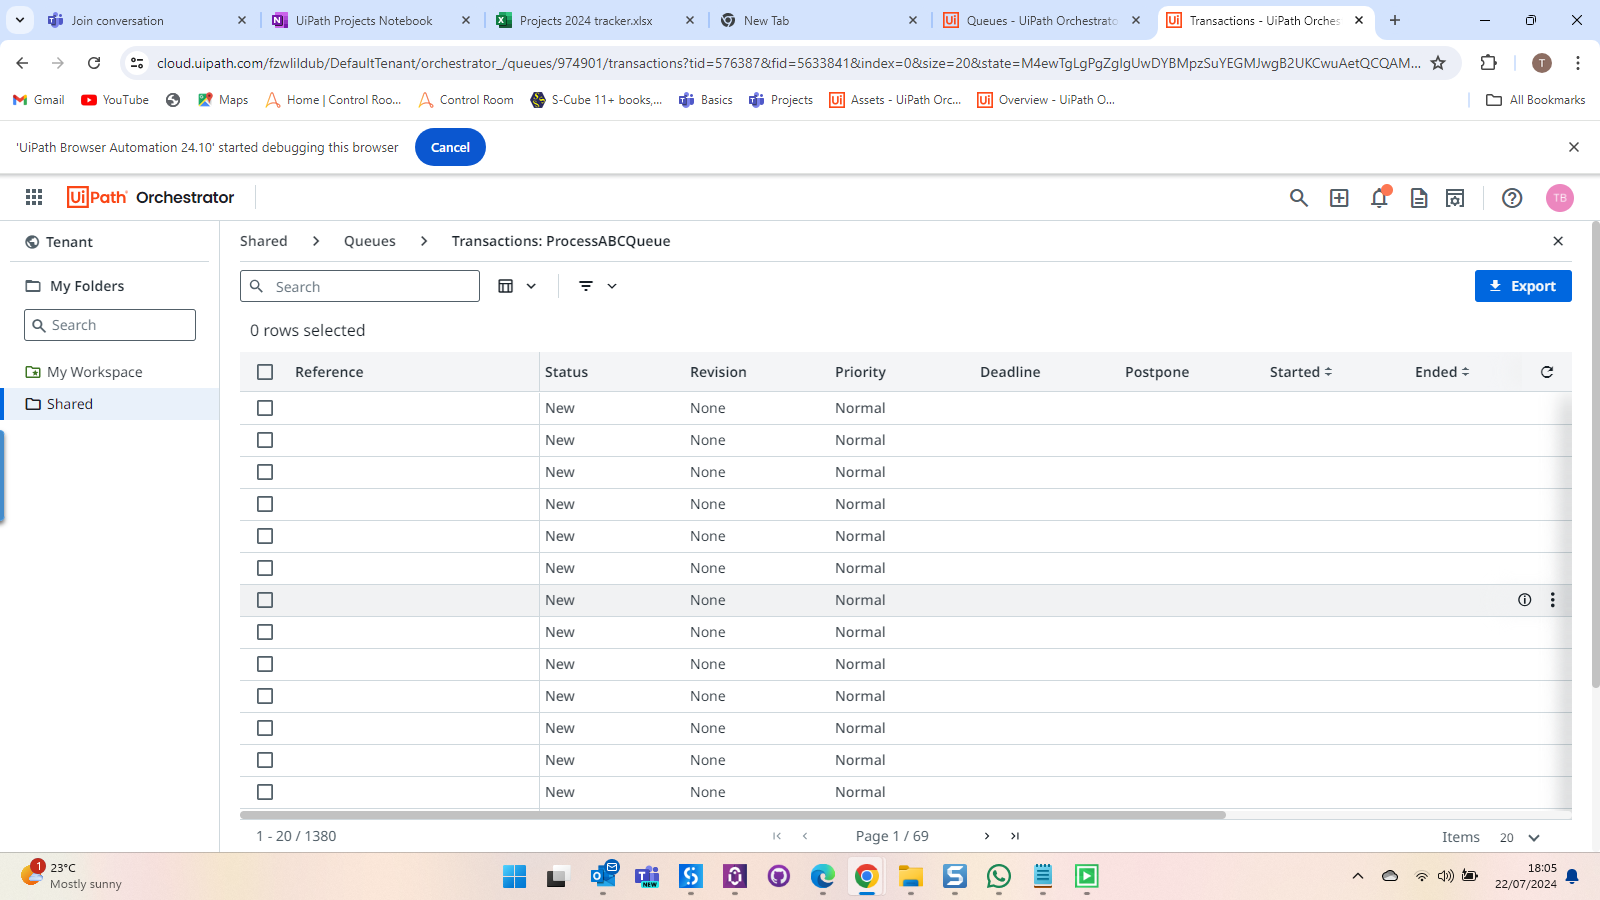 Join conversation
UiPath Projects Notebook
Projects 2024 tracker.xlsx
New Tab
Queues - UiPath Orchestrato
Transactions - UiPath Orches
cloud.uipath.com/fzwlildub/DefaultTenant/orchestrator_/queues/974901/transactions?tid=576387&fid=5633841&index=0&size=20&state=M4ewTgLgPgZgIgUwDYBMpzSuYEGMJwgB2UKCwuAetQCQAM...
T
Gmail
YouTube
Maps
Home | Control Roo...
Control Room
S-Cube 11+ books,...
Basics
Projects
Assets - UiPath Orc...
Overview - UiPath O...
All Bookmarks
'UiPath Browser Automation 24.10' started debugging this browser
Cancel
UiPath Orchestrator
TB
Tenant
My Folders
Search
My Workspace
Shared
Shared > Queues > Transactions: ProcessABCQueue
Search
Export
0 rows selected
Reference Status Revision Priority Deadline Postpone Started Ended
New None Normal
New None Normal
New None Normal
New None Normal
New None Normal
New None Normal
New None Normal
New None Normal
New None Normal
New None Normal
New None Normal
New None Normal
New None Normal
1 - 20 / 1380
Page 1 / 69
Items 20
1
23°C
Mostly sunny
NEW
18:05
22/07/2024